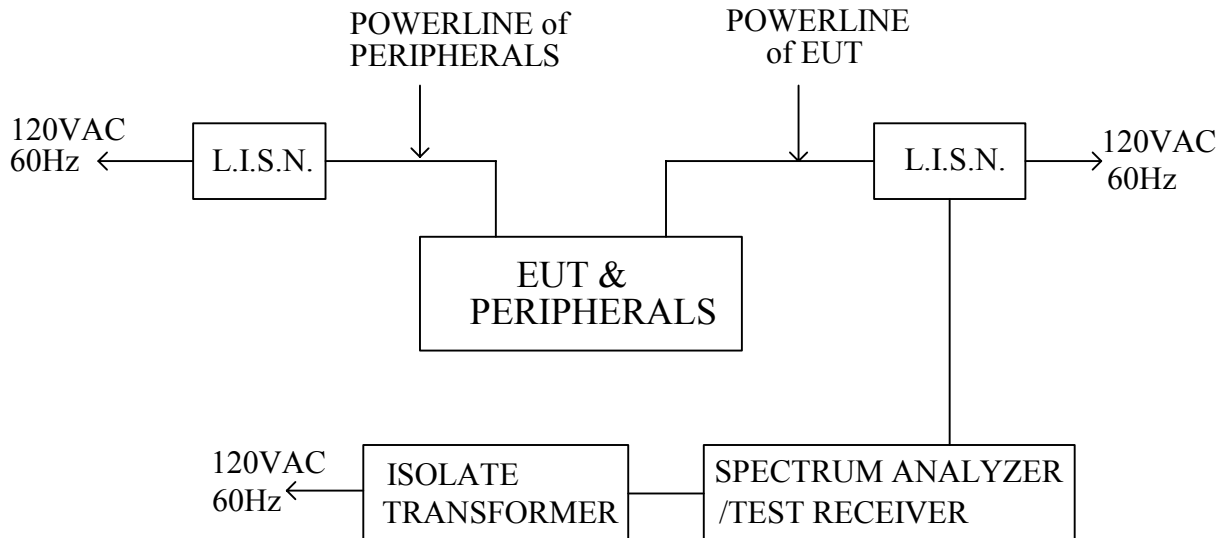 POWERLINE of
PERIPHERALS
POWERLINE
of EUT
120VAC
60Hz
L.I.S.N.
L.I.S.N.
120VAC
60Hz
EUT &
PERIPHERALS
120VAC
60Hz
ISOLATE
TRANSFORMER
SPECTRUM ANALYZER
/TEST RECEIVER